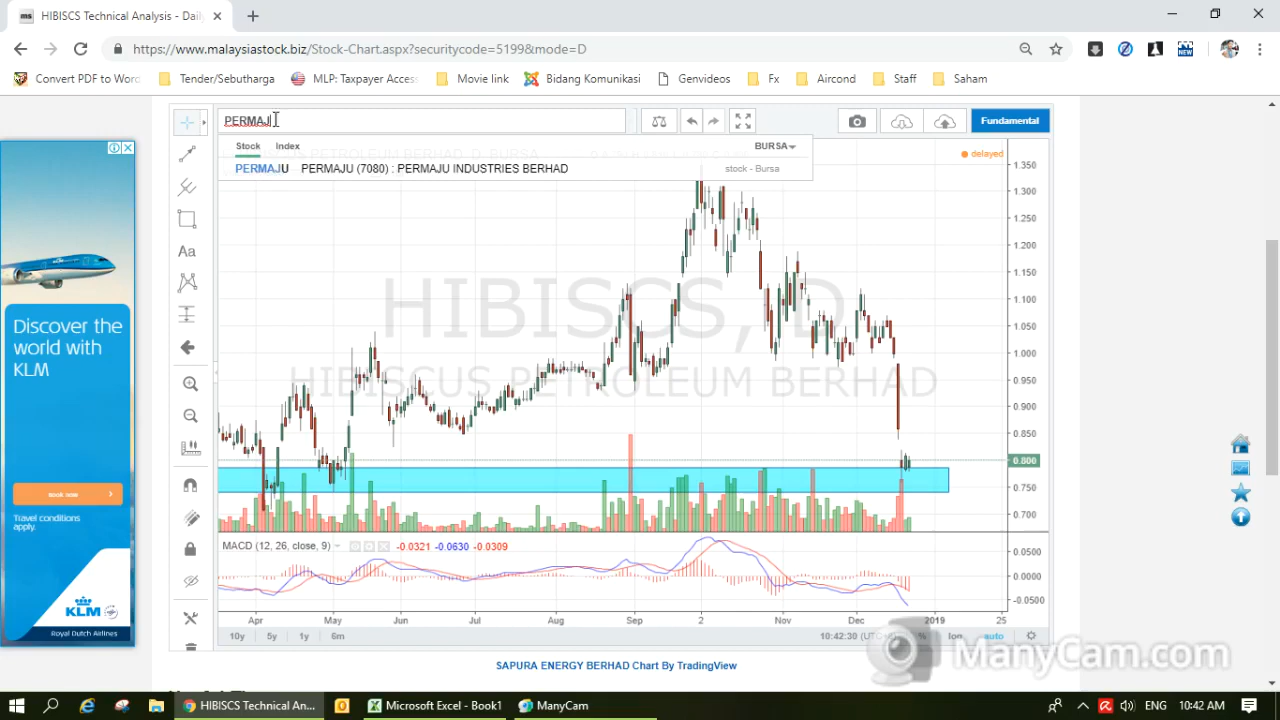 ms HIBISCS Technical Analysis - Daily
https://www.malaysiastock.biz/Stock-Chart.aspx?securitycode=5199&mode=D
Convert PDF to Word Tender/Sebutharga MLP: Taxpayer Access Movie link Bidang Komunikasi Genvideos Fx Aircond Staff Saham
PERMAJ
Fundamental
Stock Index BURSA
PERMAJU PERMAJU (7080) : PERMAJU INDUSTRIES BERHAD stock - Bursa
delayed
HIBISCS, D
HIBISCUS PETROLEUM BERHAD
1.350
1.300
1.250
1.200
1.150
1.100
1.050
1.000
0.950
0.900
0.850
0.800
0.750
0.700
Aa
MACD (12, 26, close, 9) -0.0321 -0.0630 -0.0309
0.0500
0.0000
-0.0500
Apr May Jun Jul Aug Sep 2 Nov Dec 2019 25
10y 5y 1y 6m 10:42:30 % log auto
SAPURA ENERGY BERHAD Chart By TradingView
Discover the
world with
KLM
Book now
Travel conditions
apply.
KLM
Royal Dutch Airlines
ManyCam.com
HIBISCS Technical An... Microsoft Excel - Book1 ManyCam 10:42 AM